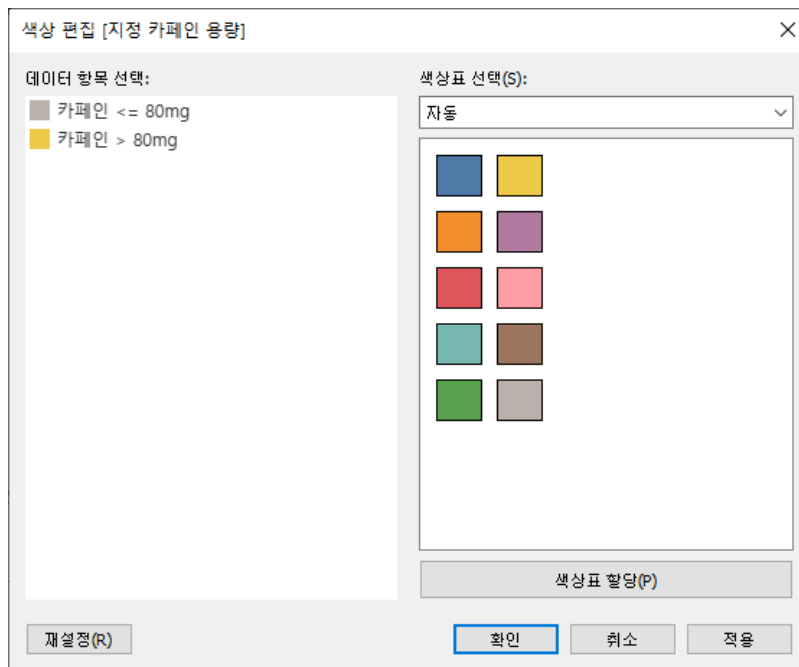 색상 편집 [지정 카페인 용량]
데이터 항목 선택:
카페인 <= 80mg
카페인 > 80mg
색상표 선택(S):
자동
색상표 할당(P)
재설정(R)
확인
취소
적용